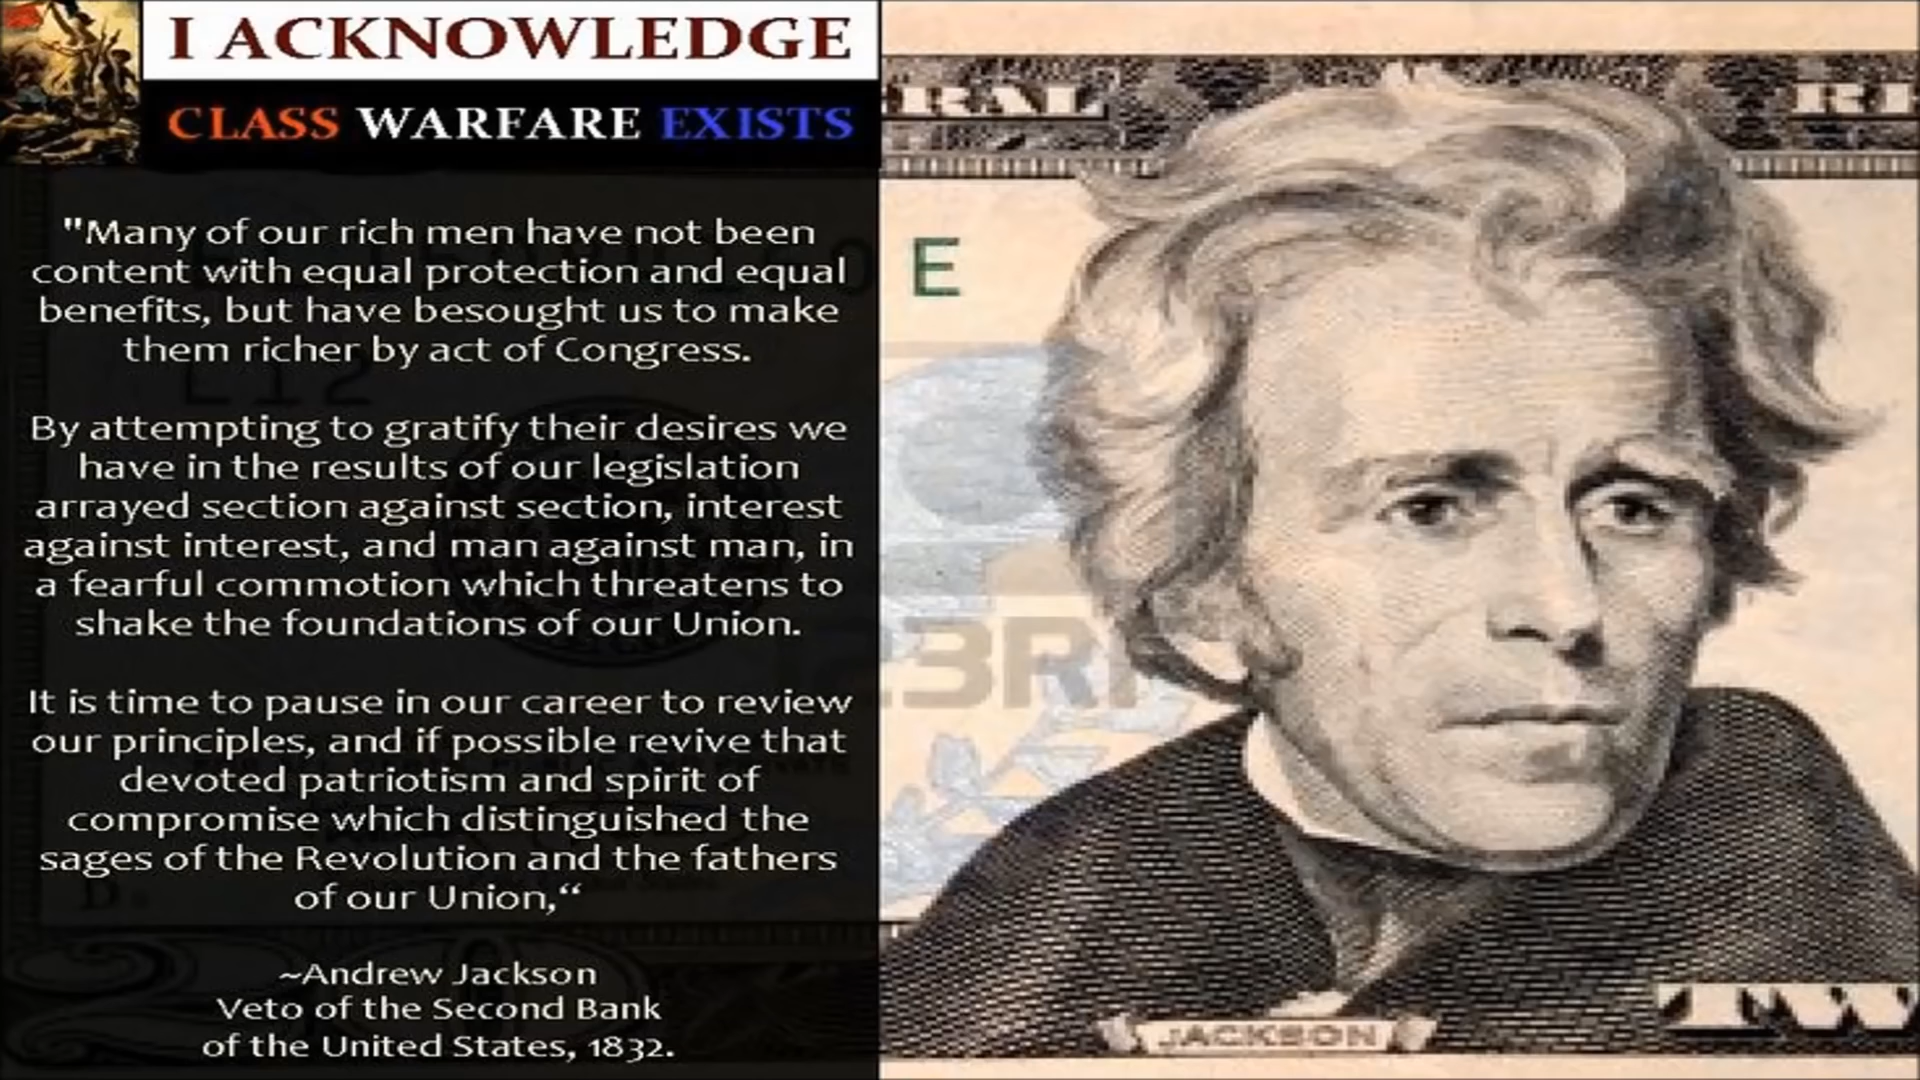 I ACKNOWLEDGE
CLASS WARFARE EXISTS
"Many of our rich men have not been
content with equal protection and equal
benefits, but have besought us to make
them richer by act of Congress.
By attempting to gratify their desires we
have in the results of our legislation
arrayed section against section, interest
against interest, and man against man, in
a fearful commotion which threatens to
shake the foundations of our Union.
It is time to pause in our career to review
our principles, and if possible revive that
devoted patriotism and spirit of
compromise which distinguished the
sages of the Revolution and the fathers
of our Union,“
~Andrew Jackson
Veto of the Second Bank
of the United States, 1832.
ERAL RE
E
L12
23RF
JACKSON
TW